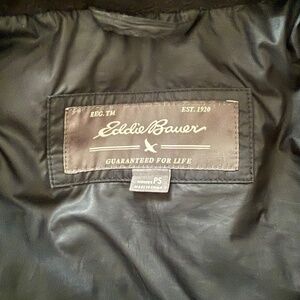 REG. TM EST. 1920
Eddie Bauer
GUARANTEED FOR LIFE
PS